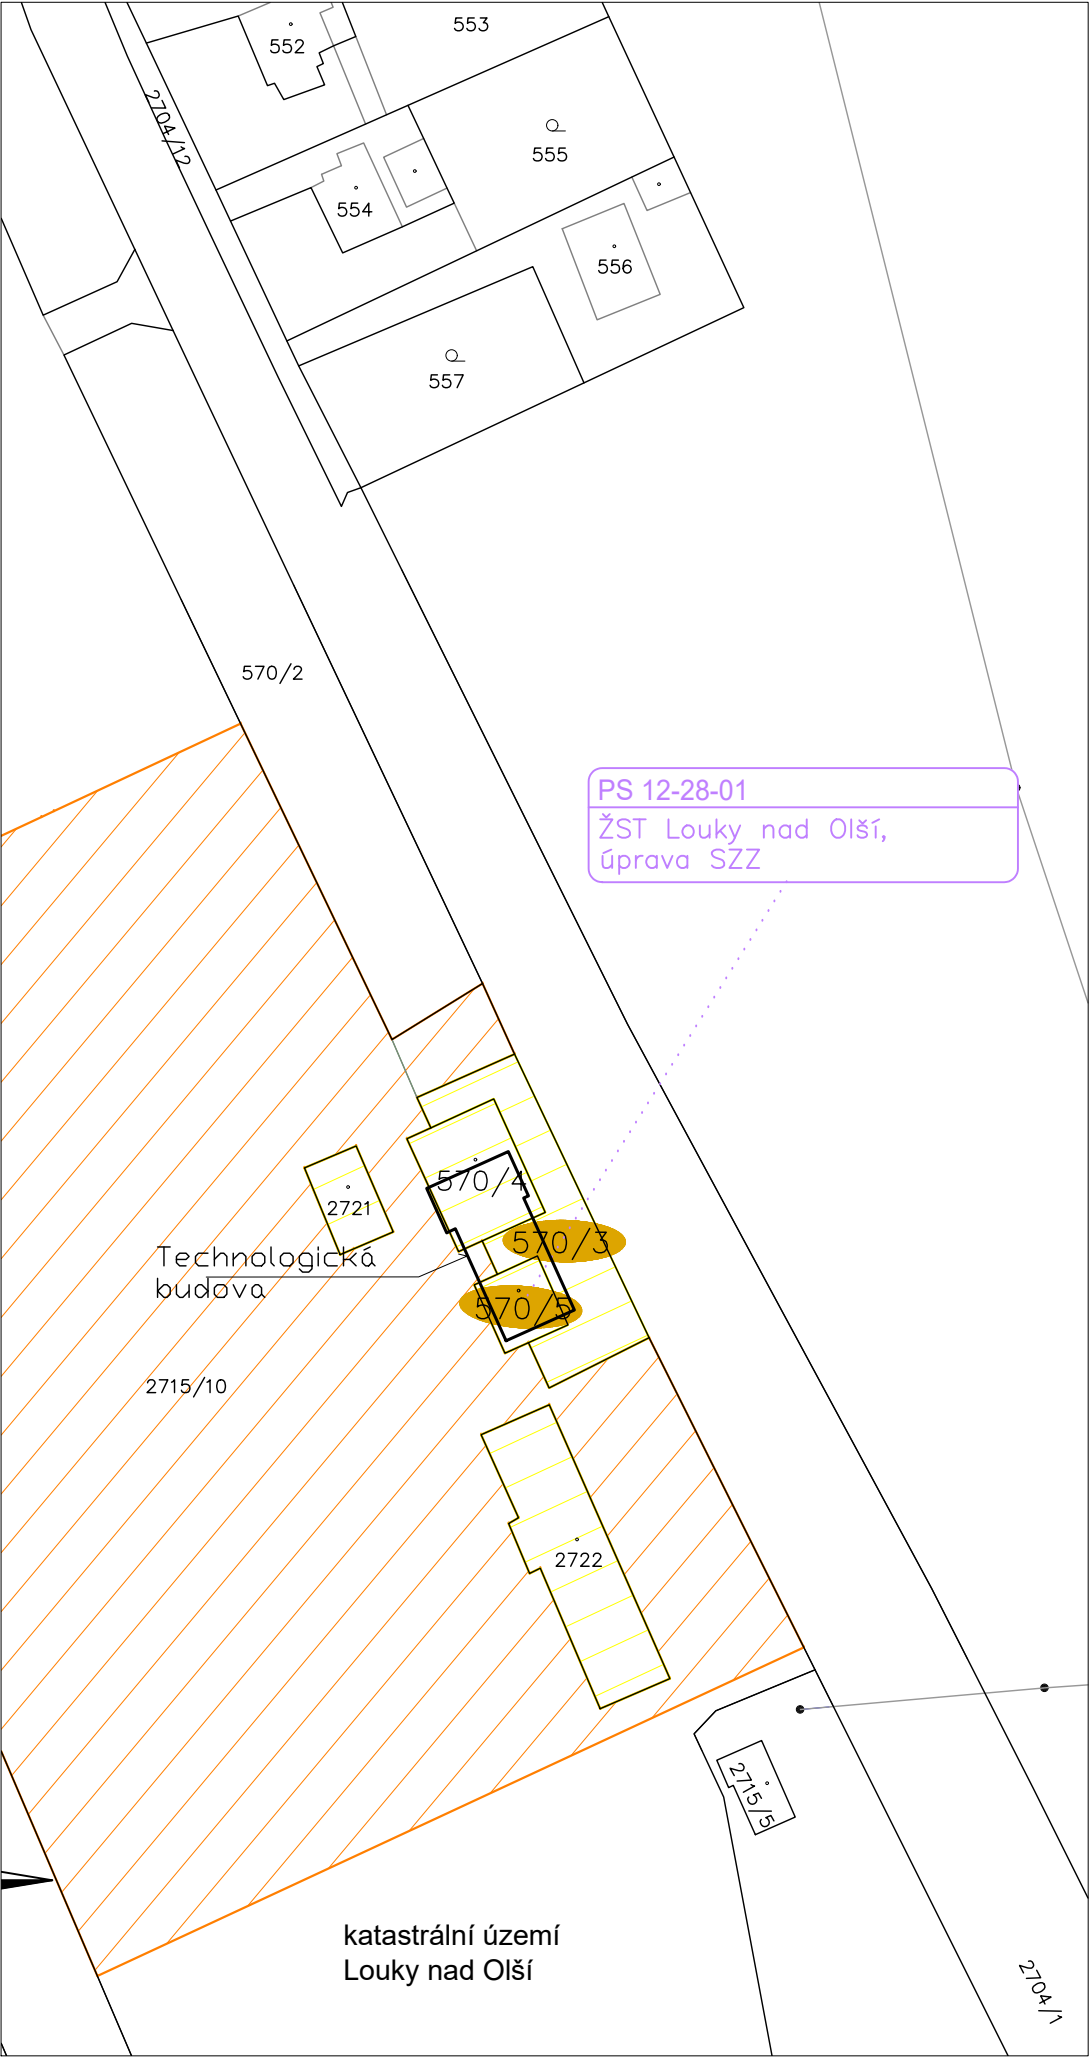 553
552
2704/12
555
554
556
557
570/2
PS 12-28-01
ŽST Louky nad Olší,
úprava SZZ
570/4
2721
570/3
Technologická
budova
570/5
2715/10
2722
2715/5
katastrální území
Louky nad Olší
2704/1